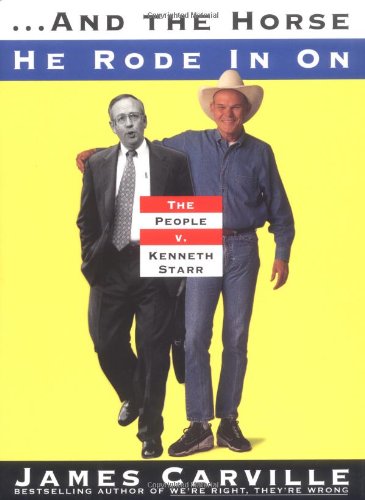 ...AND THE HORSE
HE RODE IN ON
THE
PEOPLE
V.
KENNETH
STARR
JAMES CARVILLE
BESTSELLING AUTHOR OF WE'RE RIGHT, THEY'RE WRONG